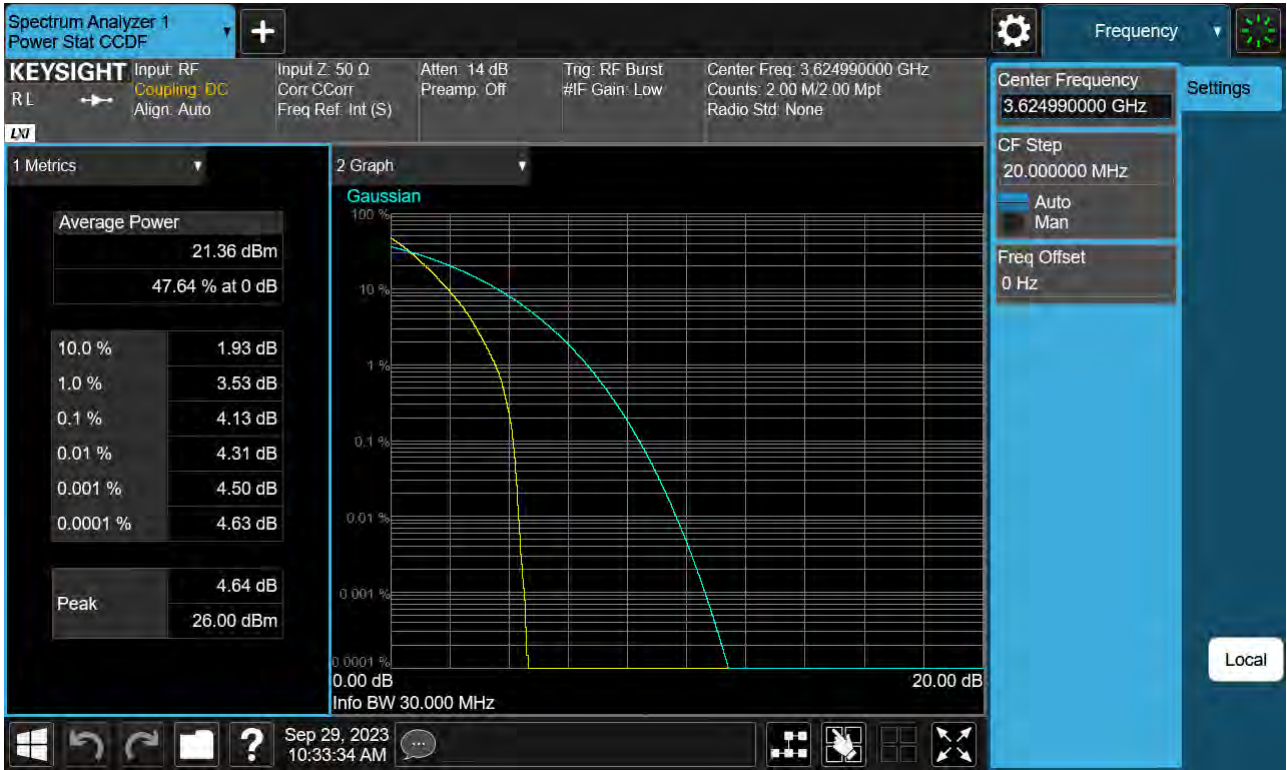 Spectrum Analyzer 1
Power Stat CCDF
Frequency
KEYSIGHT
RL
LXI
Input: RF
Coupling: DC
Align: Auto
Input Z: 50 Ω
Corr CCorr
Freq Ref: Int (S)
Atten: 14 dB
Preamp: Off
Trig: RF Burst
#IF Gain: Low
Center Freq: 3.624990000 GHz
Counts: 2.00 M/2.00 Mpt
Radio Std: None
1 Metrics
Average Power
21.36 dBm
47.64 % at 0 dB
10.0 % 1.93 dB
1.0 % 3.53 dB
0.1 % 4.13 dB
0.01 % 4.31 dB
0.001 % 4.50 dB
0.0001 % 4.63 dB
Peak
4.64 dB
26.00 dBm
2 Graph
Gaussian
100 %
10 %
1 %
0.1 %
0.01 %
0.001 %
0.0001 %
0.00 dB 20.00 dB
Info BW 30.000 MHz
Center Frequency
3.624990000 GHz
CF Step
20.000000 MHz
Auto
Man
Freq Offset
0 Hz
Settings
Local
?
Sep 29, 2023
10:33:34 AM